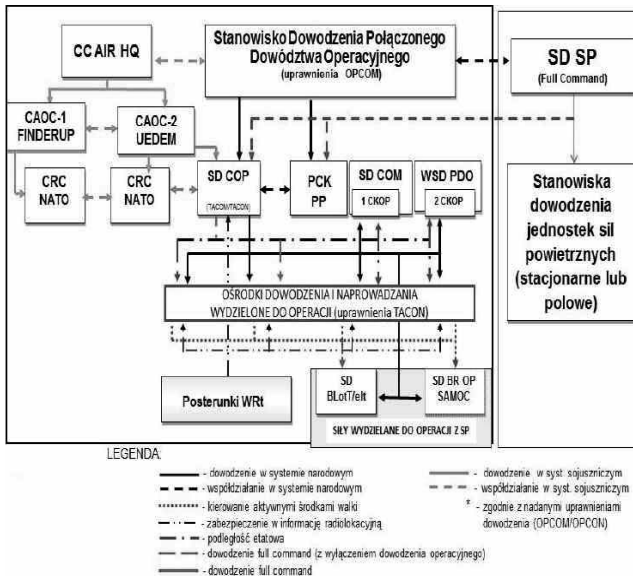 CC AIR HQ
Stanowisko Dowodzenia Połączonego
Dowództwa Operacyjnego
(uprawnienia OPCOM)
SD SP
(Full Command)
CAOC-1
FINDERUP
CAOC-2
UEDEM
CRC
NATO
CRC
NATO
SD COP
(TACOM/TACON)
PCK
PP
SD COM
1 CKOP
WSD PDO
2 CKOP
Stanowiska
dowodzenia
jednostek sil
powietrznych
(stacjonarne lub
polowe)
OŚRODKI DOWODZENIA I NAPROWADZANIA
WYDZIELONE DO OPERACJI (uprawnienia TACON)
Posterunki WRt
SD
BLotT/elt
SD BR OP
SAMOC
SIŁY WYDZIELANE DO OPERACJI Z SP
LEGENDA:
- dowodzenie w systemie narodowym
- współdziałanie w systemie narodowym
- kierowanie aktywnymi środkami walki
- zabezpieczenie w informację radiolokacyjną
- podległość etatowa
- dowodzenie full command (z wyłączeniem dowodzenia operacyjnego)
- dowodzenie full command
- dowodzenie w syst. sojuszniczym
- współdziałanie w syst. sojuszniczym
* - zgodnie z nadanymi uprawnieniami
dowodzenia (OPCOM/OPCON)